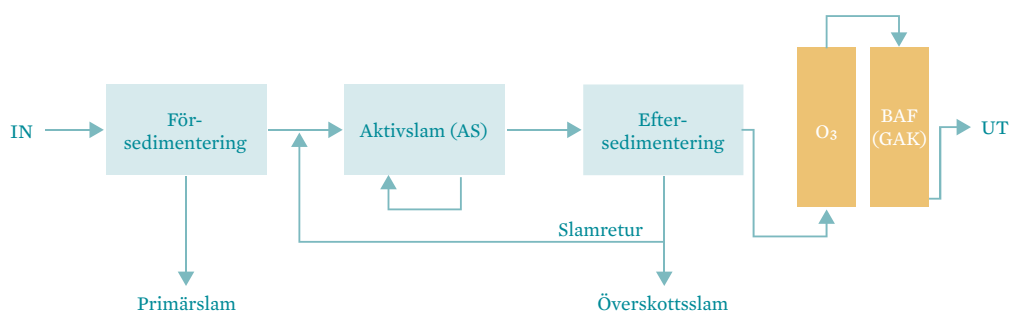 IN
För-
sedimentering
Aktivslam (AS)
Efter-
sedimentering
O₃
BAF
(GAK)
UT
Slamretur
Primärslam
Överskottsslam